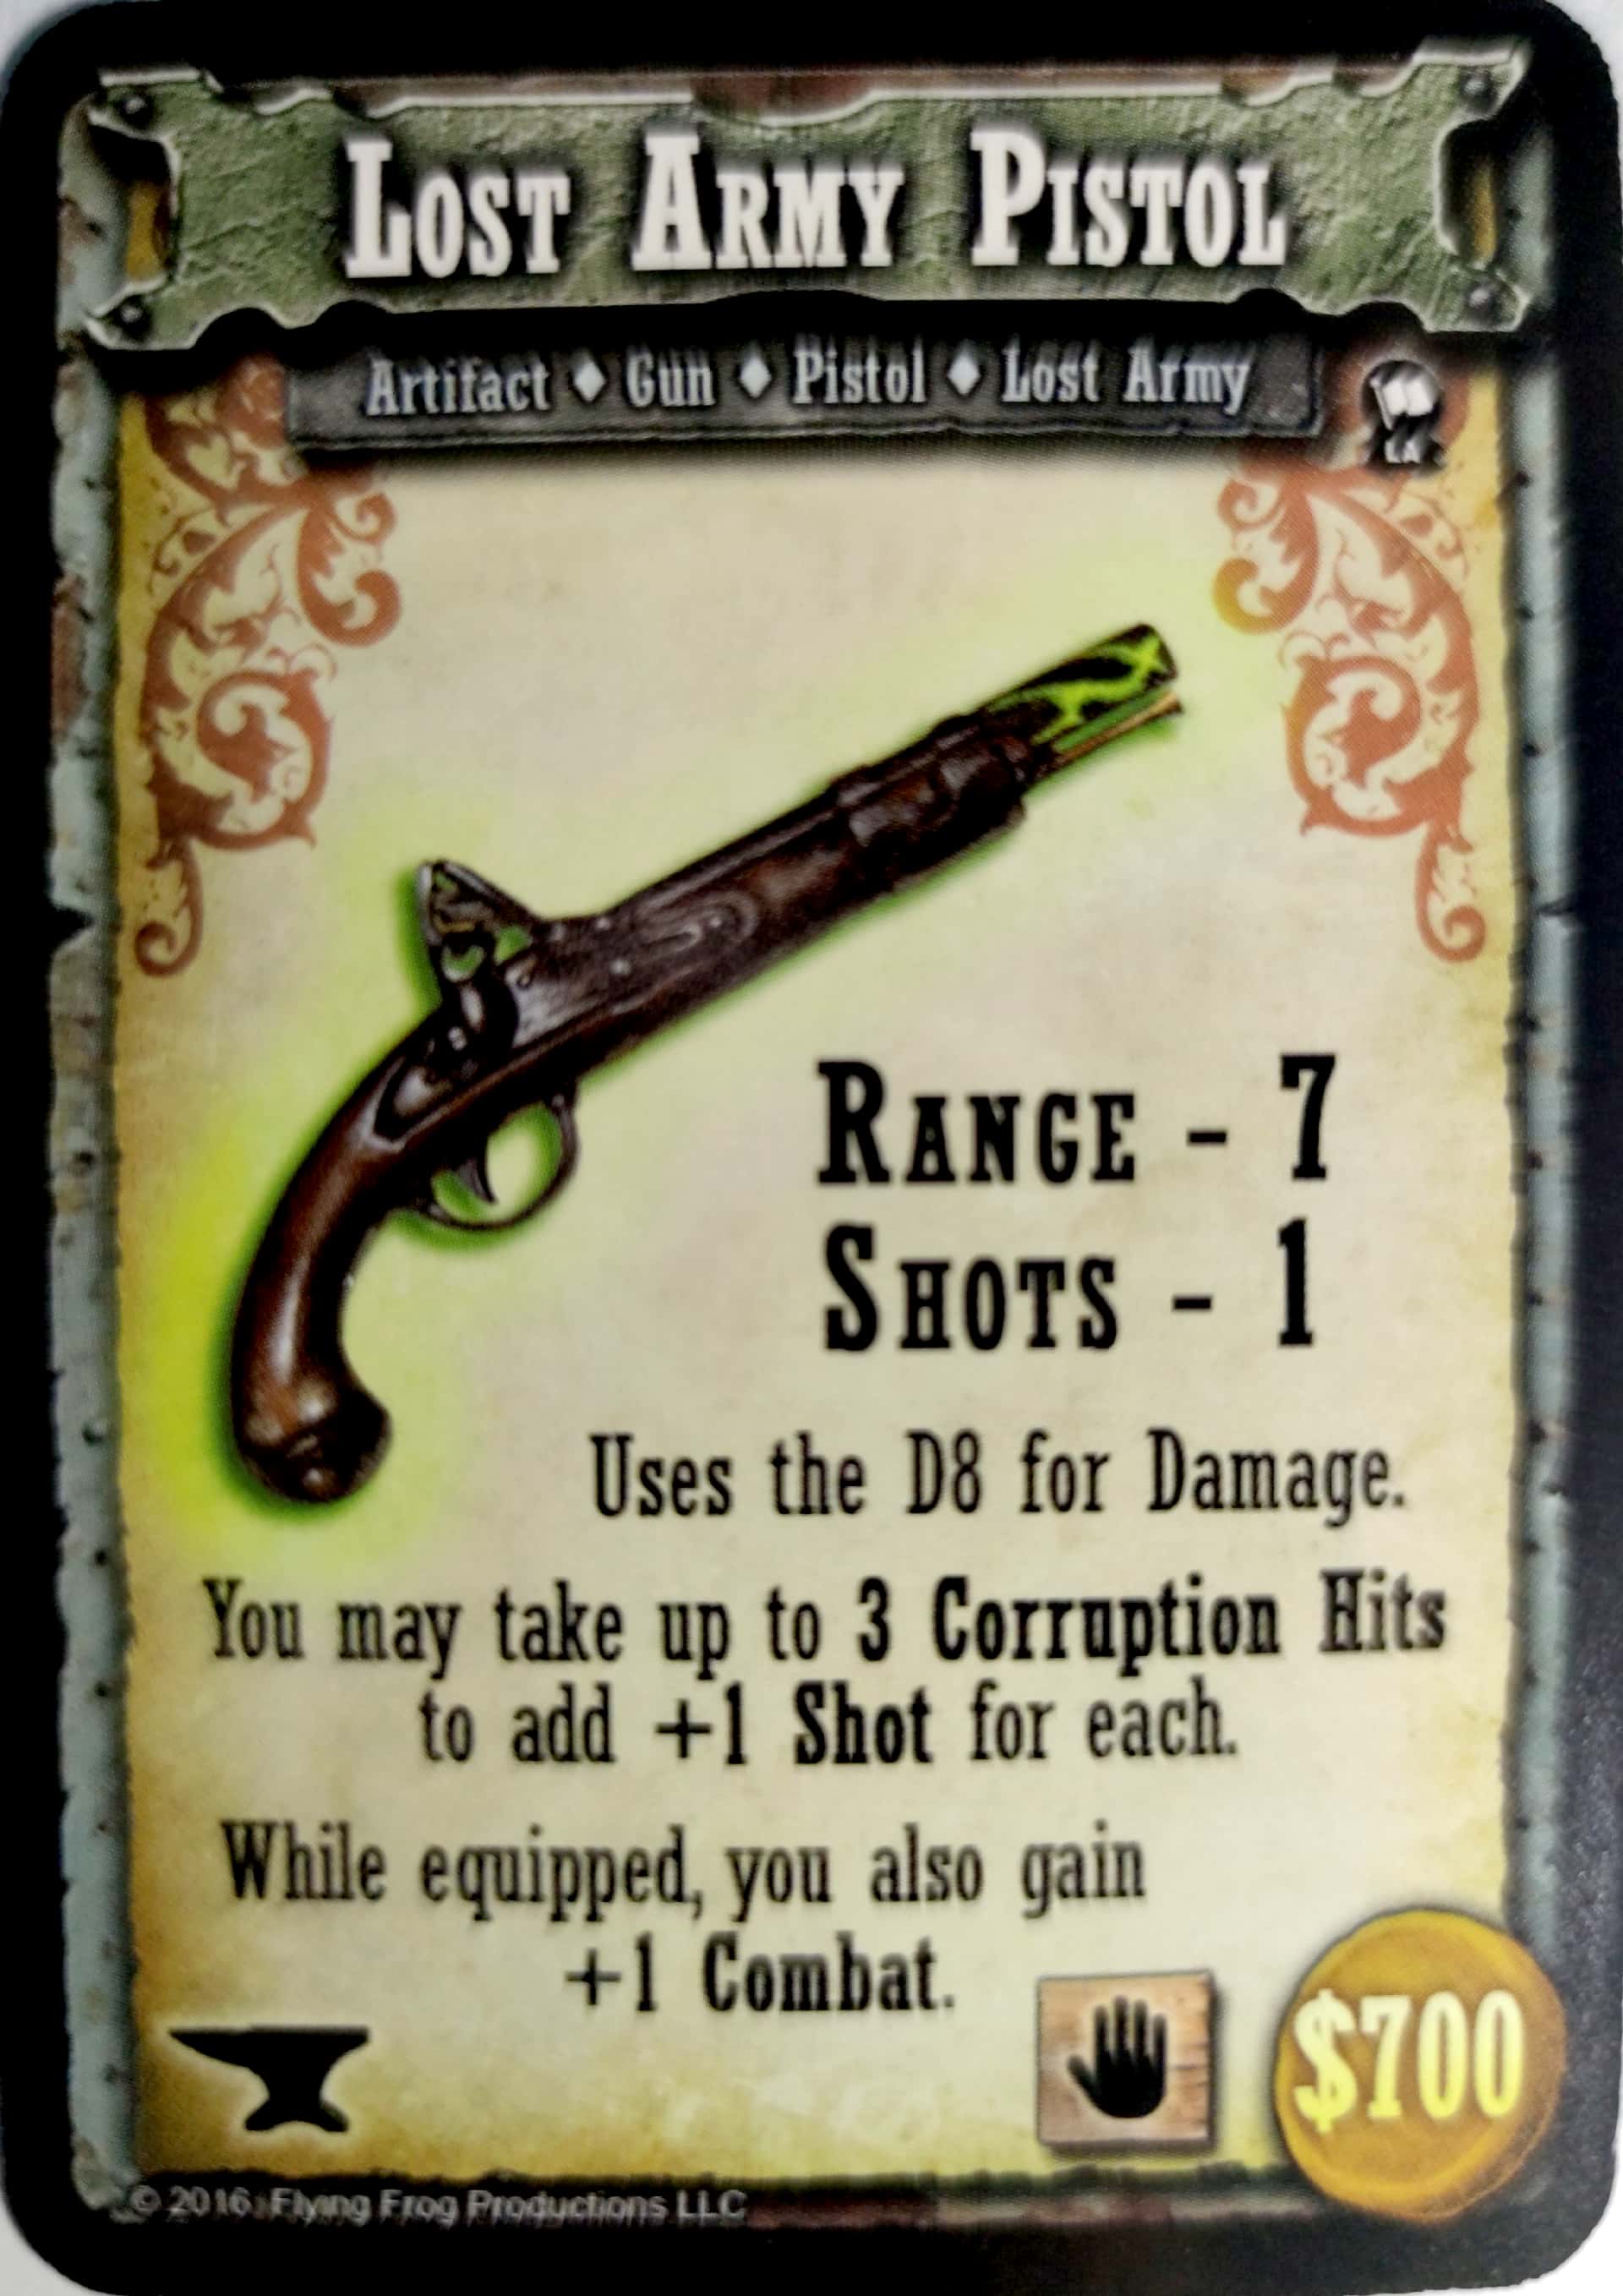 Lost Army Pistol
Artifact ♦ Gun ♦ Pistol ♦ Lost Army
LA
Range - 7
Shots - 1
Uses the D8 for Damage.
You may take up to 3 Corruption Hits
to add +1 Shot for each.
While equipped, you also gain
+1 Combat.
$700
© 2016 Flying Frog Productions LLC